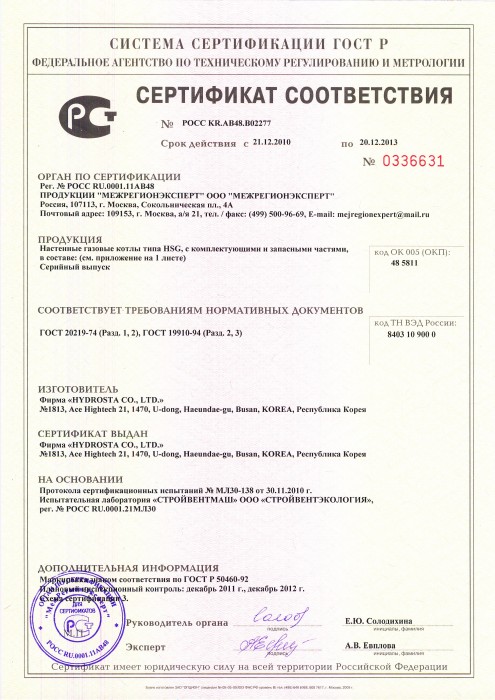 СИСТЕМА СЕРТИФИКАЦИИ ГОСТ Р
ФЕДЕРАЛЬНОЕ АГЕНТСТВО ПО ТЕХНИЧЕСКОМУ РЕГУЛИРОВАНИЮ И МЕТРОЛОГИИ
СЕРТИФИКАТ СООТВЕТСТВИЯ
№ РОСС KR.АВ48.В02277
Срок действия с 21.12.2010 по 20.12.2013
№ 0336631
ОРГАН ПО СЕРТИФИКАЦИИ
Рег. № РОСС RU.0001.11АВ48
ПРОДУКЦИИ "МЕЖРЕГИОНЭКСПЕРТ" ООО "МЕЖРЕГИОНЭКСПЕРТ"
Россия, 107113, г. Москва, Сокольническая пл., 4А
Почтовый адрес: 109153, г. Москва, а/я 21, тел. / факс: (499) 500-96-69, E-mail: mejregionexpert@mail.ru
ПРОДУКЦИЯ
Настенные газовые котлы типа HSG, с комплектующими и запасными частями,
в составе: (см. приложение на 1 листе)
Серийный выпуск
код ОК 005 (ОКП):
48 5811
СООТВЕТСТВУЕТ ТРЕБОВАНИЯМ НОРМАТИВНЫХ ДОКУМЕНТОВ
ГОСТ 20219-74 (Разд. 1, 2), ГОСТ 19910-94 (Разд. 2, 3)
код ТН ВЭД России:
8403 10 900 0
ИЗГОТОВИТЕЛЬ
Фирма «HYDROSTA CO., LTD.»
№1813, Ace Hightech 21, 1470, U-dong, Haeundae-gu, Busan, KOREA, Республика Корея
СЕРТИФИКАТ ВЫДАН
Фирма «HYDROSTA CO., LTD.»
№1813, Ace Hightech 21, 1470, U-dong, Haeundae-gu, Busan, KOREA, Республика Корея
НА ОСНОВАНИИ
Протокола сертификационных испытаний № МЛ30-138 от 30.11.2010 г.
Испытательная лаборатория «СТРОЙВЕНТМАШ» ООО «СТРОЙВЕНТЭКОЛОГИЯ»,
рег. № РОСС RU.0001.21МЛ30
ДОПОЛНИТЕЛЬНАЯ ИНФОРМАЦИЯ
Маркировка знаком соответствия по ГОСТ Р 50460-92
Плановый инспекционный контроль: декабрь 2011 г., декабрь 2012 г.
Схема сертификации 3.
ДЛЯ СЕРТИФИКАТОВ
М.П.
РОСС RU.0001.11АВ48
Руководитель органа
подпись
Е.Ю. Солодихина
инициалы, фамилия
Эксперт
подпись
А.В. Евплова
инициалы, фамилия
Сертификат имеет юридическую силу на всей территории Российской Федерации